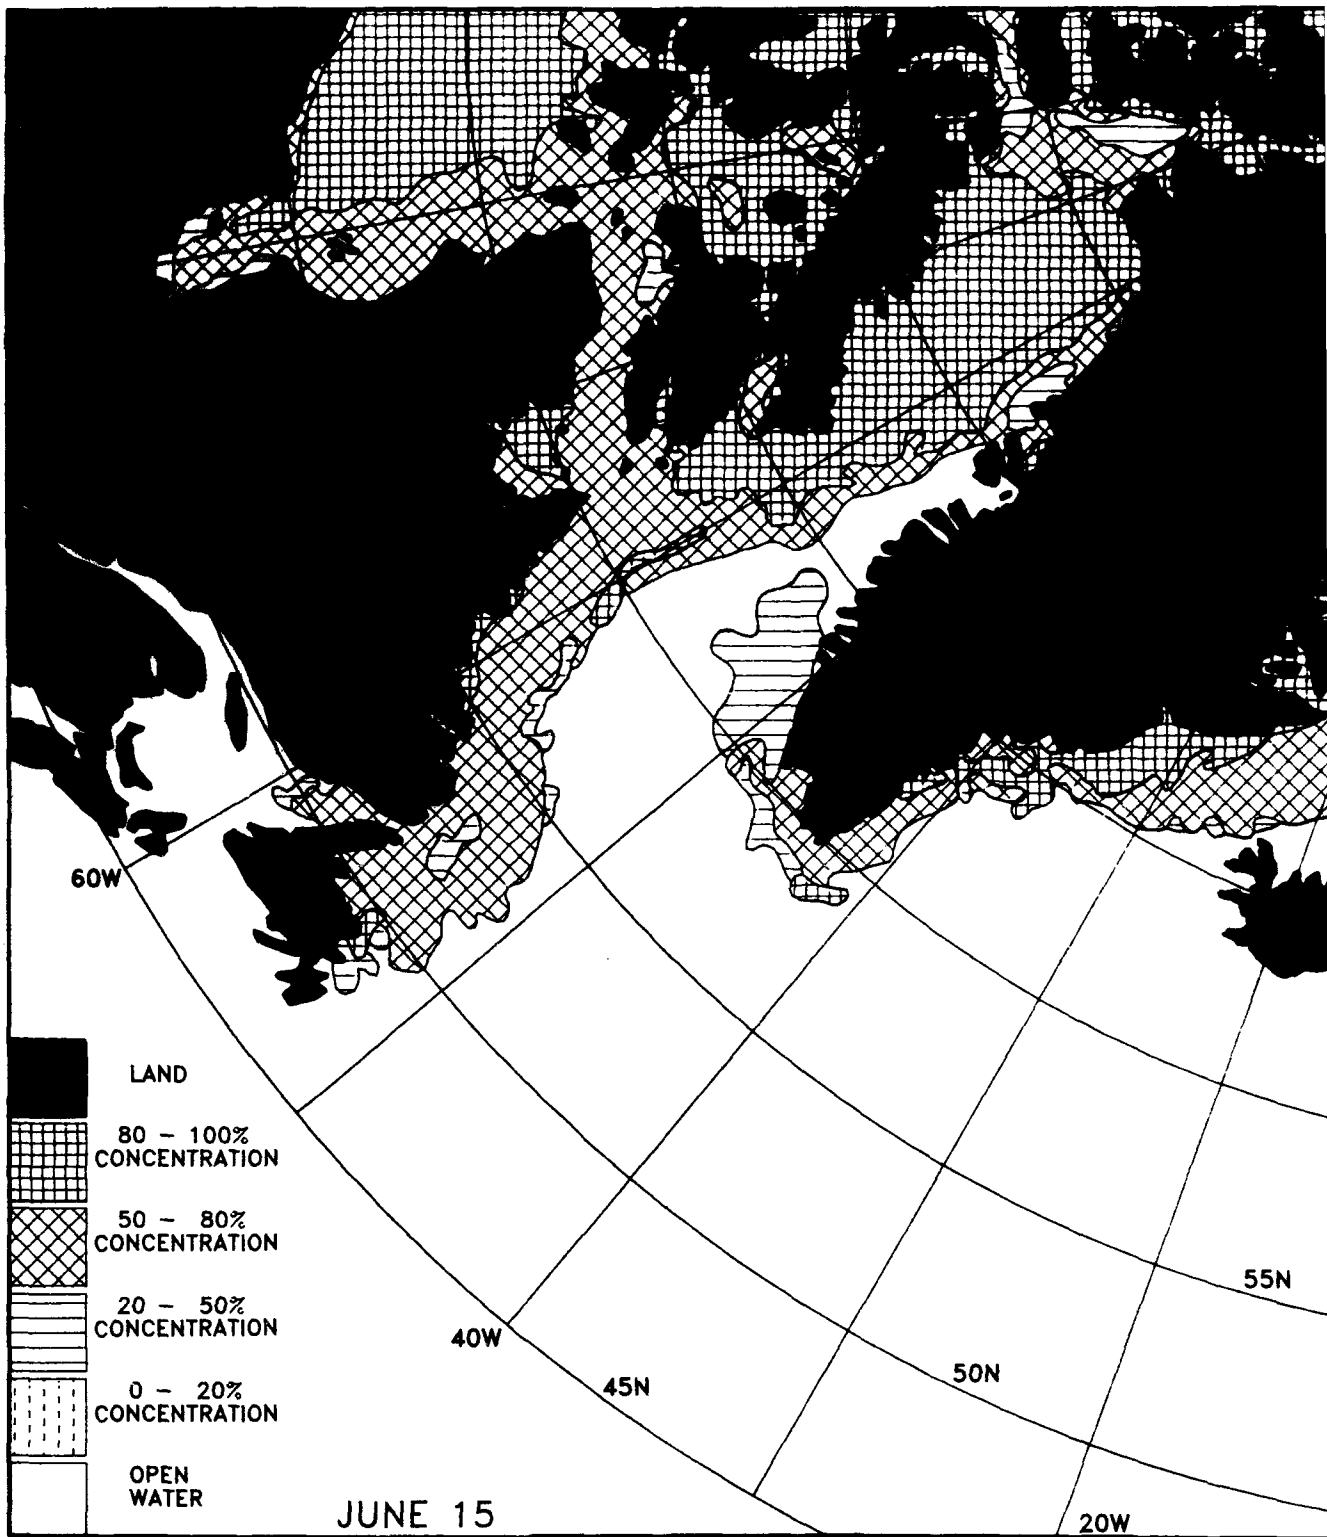 60W
LAND
80 - 100%
CONCENTRATION
50 - 80%
CONCENTRATION
20 - 50%
CONCENTRATION
0 - 20%
CONCENTRATION
OPEN
WATER
JUNE 15
40W
45N
50N
55N
20W